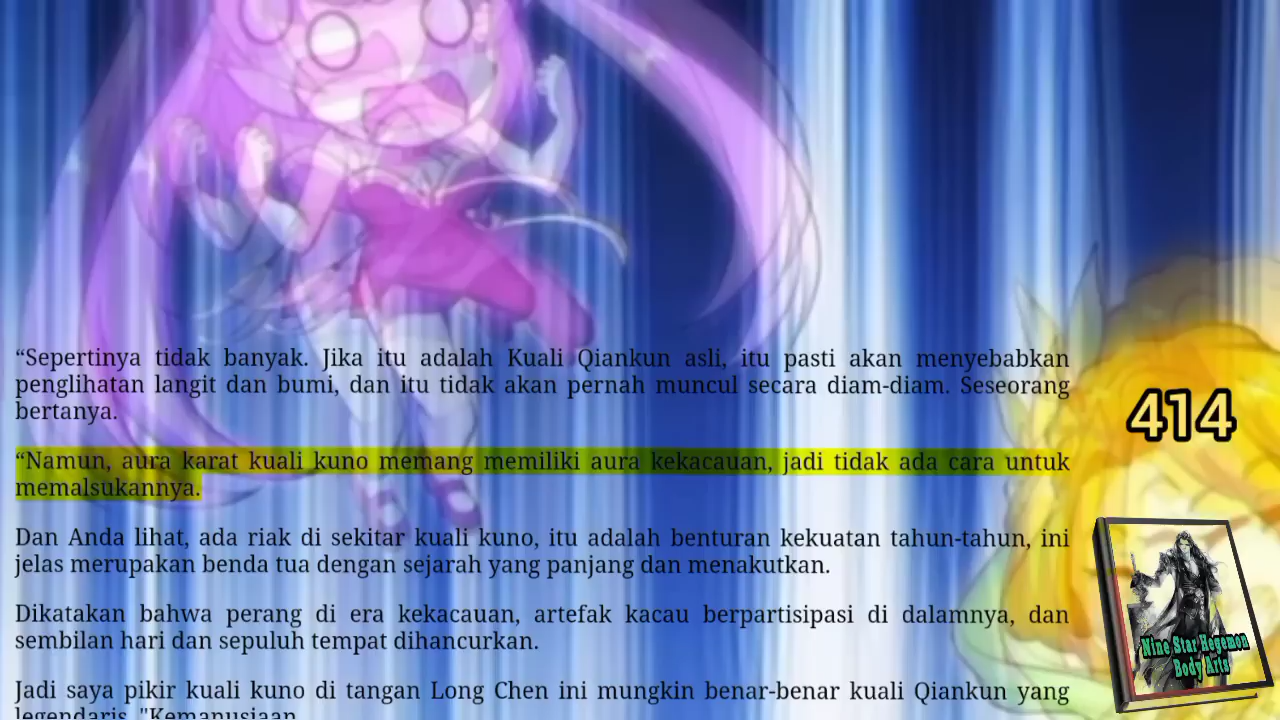 “Sepertinya tidak banyak. Jika itu adalah Kuali Qiankun asli, itu pasti akan menyebabkan
penglihatan langit dan bumi, dan itu tidak akan pernah muncul secara diam-diam. Seseorang
bertanya.
“Namun, aura karat kuali kuno memang memiliki aura kekacauan, jadi tidak ada cara untuk
memalsukannya.
Dan Anda lihat, ada riak di sekitar kuali kuno, itu adalah benturan kekuatan tahun-tahun, ini
jelas merupakan benda tua dengan sejarah yang panjang dan menakutkan.
Dikatakan bahwa perang di era kekacauan, artefak kacau berpartisipasi di dalamnya, dan
sembilan hari dan sepuluh tempat dihancurkan.
Jadi saya pikir kuali kuno di tangan Long Chen ini mungkin benar-benar kuali Qiankun yang
legendaris. "Kemanusiaan
414
Nine Star Hegemon
Body Arts